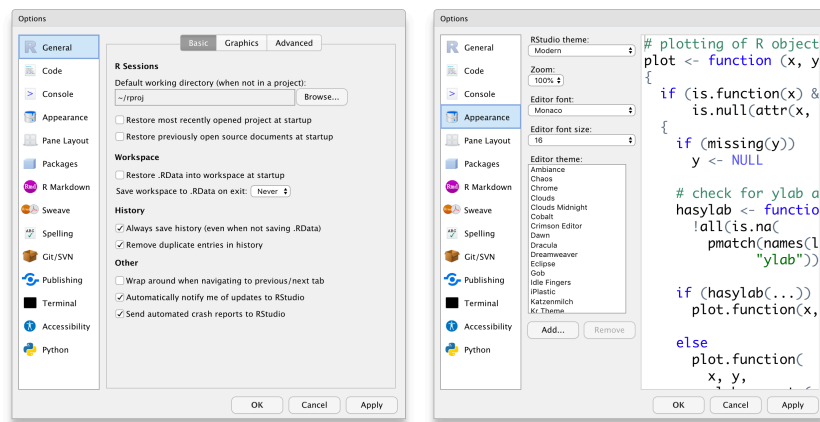 Options
General
Code
Console
Appearance
Pane Layout
Packages
R Markdown
Sweave
Spelling
Git/SVN
Publishing
Terminal
Accessibility
Python
Basic Graphics Advanced
R Sessions
Default working directory (when not in a project):
~/rproj Browse...
Restore most recently opened project at startup
Restore previously open source documents at startup
Workspace
Restore .RData into workspace at startup
Save workspace to .RData on exit: Never
History
Always save history (even when not saving .RData)
Remove duplicate entries in history
Other
Wrap around when navigating to previous/next tab
Automatically notify me of updates to RStudio
Send automated crash reports to RStudio
OK Cancel Apply
Options
General
Code
Console
Appearance
Pane Layout
Packages
R Markdown
Sweave
Spelling
Git/SVN
Publishing
Terminal
Accessibility
Python
RStudio theme:
Modern
Zoom:
100%
Editor font:
Monaco
Editor font size:
16
Editor theme:
Ambiance
Chaos
Chrome
Clouds
Clouds Midnight
Cobalt
Crimson Editor
Dawn
Dracula
Dreamweaver
Eclipse
Gob
Idle Fingers
iPlastic
Katzenmilch
Kr Theme
Add... Remove
# plotting of R object
plot <- function (x, y
{
if (is.function(x) &
is.null(attr(x,
{
if (missing(y))
y <- NULL
# check for ylab a
hasylab <- functio
!all(is.na(
pmatch(names(l
"ylab"))
if (hasylab(...))
plot.function(x,
else
plot.function(
x, y,
OK Cancel Apply